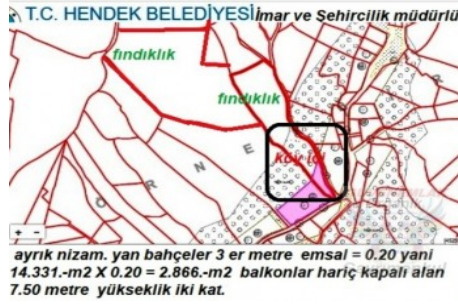 T.C. HENDEK BELEDİYESİ İmar ve Şehircilik müdürlü
fındıklık
fındıklık
köy içi
Ö R N E
R
+ -
ayrık nizam. yan bahçeler 3 er metre emsal = 0.20 yani
14.331.-m2 X 0.20 = 2.866.-m2 balkonlar hariç kapalı alan
7.50 metre yükseklik iki kat.